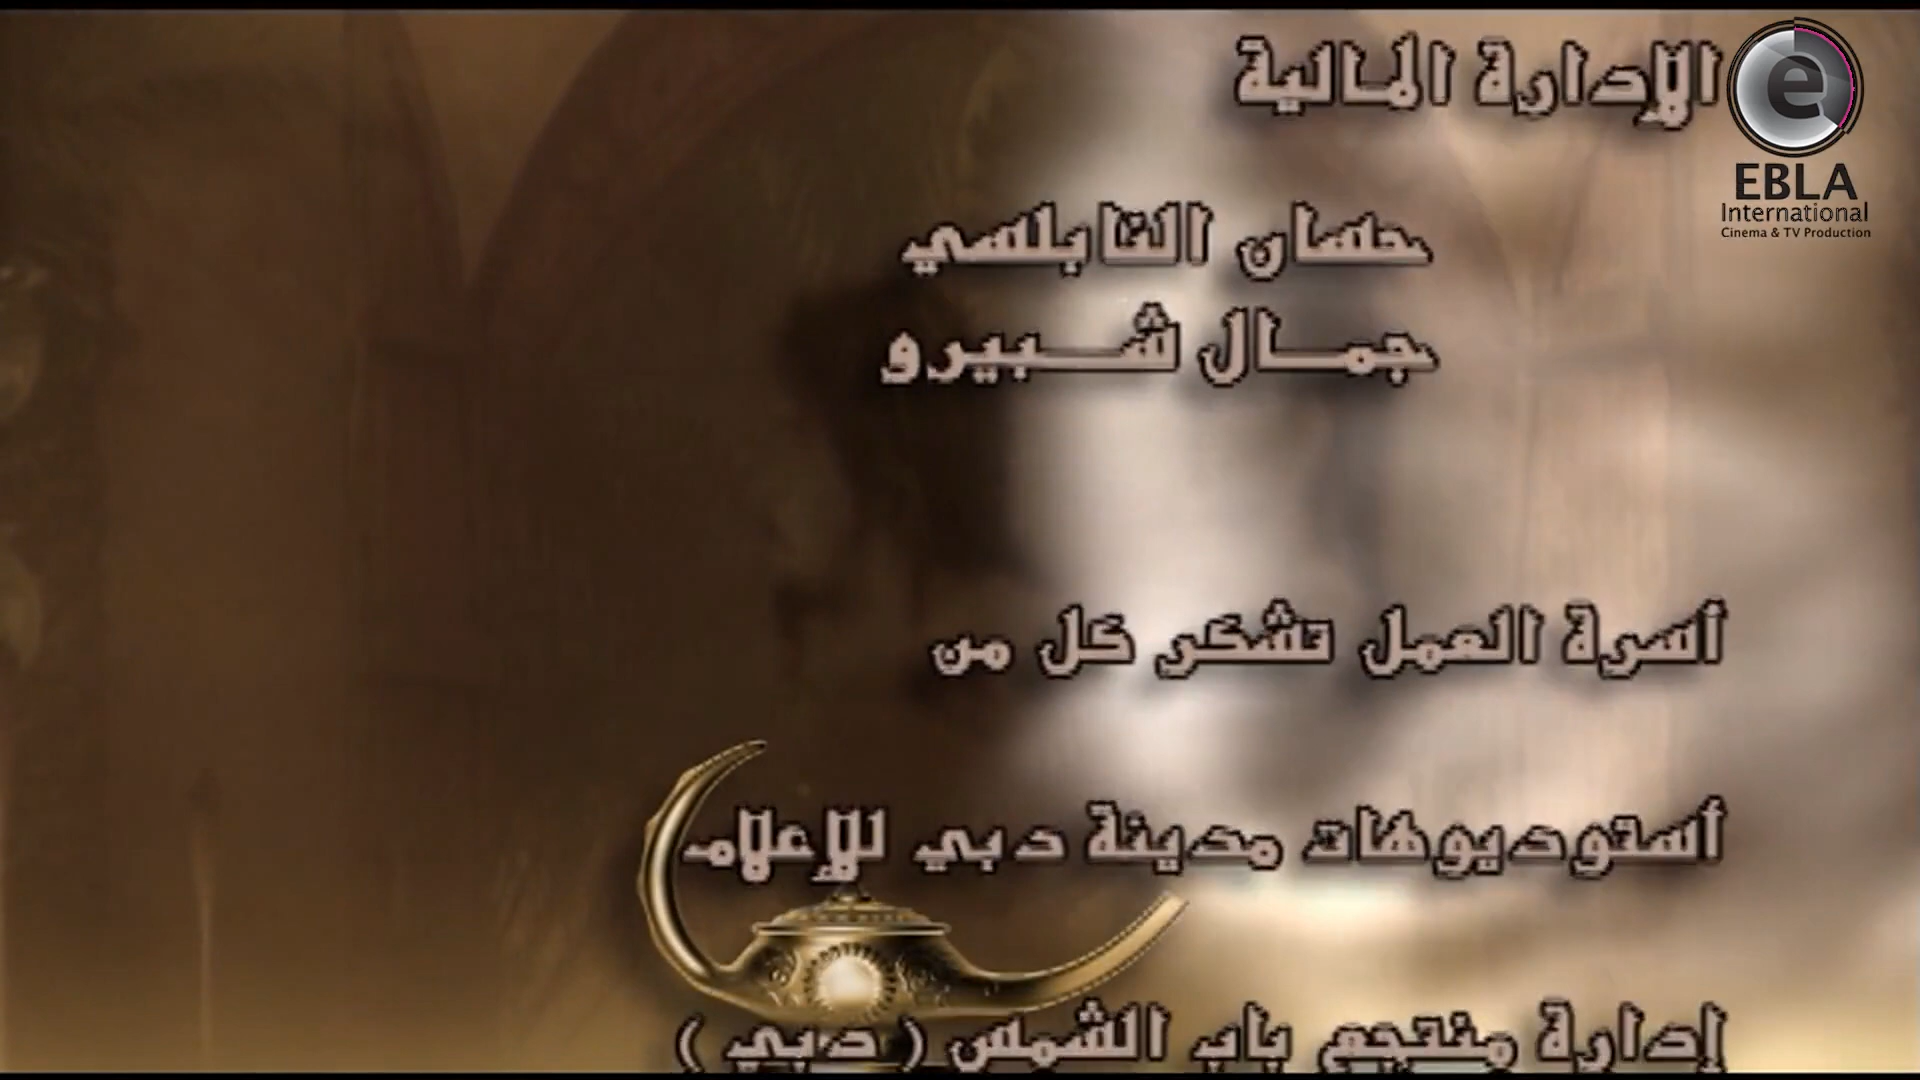 الإدارة المالية
حسان النابلسي
جمال شبيرو
أسرة العمل تشكر كل من
أستوديوهات مدينة دبي للإعلام
إدارة منتجع باب الشمس ( دبي )
e
EBLA
International
Cinema & TV Production